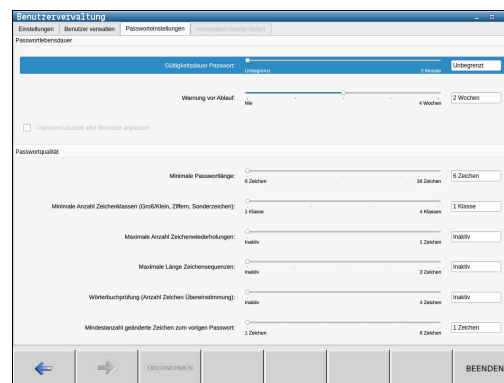 Benutzerverwaltung
Einstellungen Benutzer verwalten Passworteinstellungen Anwenderdefinierte Rollen
Passwortlebensdauer
Gültigkeitsdauer Passwort: Unbegrenzt
Unbegrenzt 3 Monate
Warnung vor Ablauf: 2 Wochen
Nie 4 Wochen
Passwort-Laufzeit aller Benutzer anpassen
Passwortqualität
Minimale Passwortlänge: 6 Zeichen
6 Zeichen 16 Zeichen
Minimale Anzahl Zeichenklassen (Groß/Klein, Ziffern, Sonderzeichen): 1 Klasse
1 Klasse 4 Klassen
Maximale Anzahl Zeichenwiederholungen: Inaktiv
Inaktiv 1 Zeichen
Maximale Länge Zeichensequenzen: Inaktiv
Inaktiv 3 Zeichen
Wörterbuchprüfung (Anzahl Zeichen Übereinstimmung): Inaktiv
Inaktiv 4 Zeichen
Mindestanzahl geänderte Zeichen zum vorigen Passwort: 1 Zeichen
1 Zeichen 6 Zeichen
ÜBERNEHMEN BEENDEN